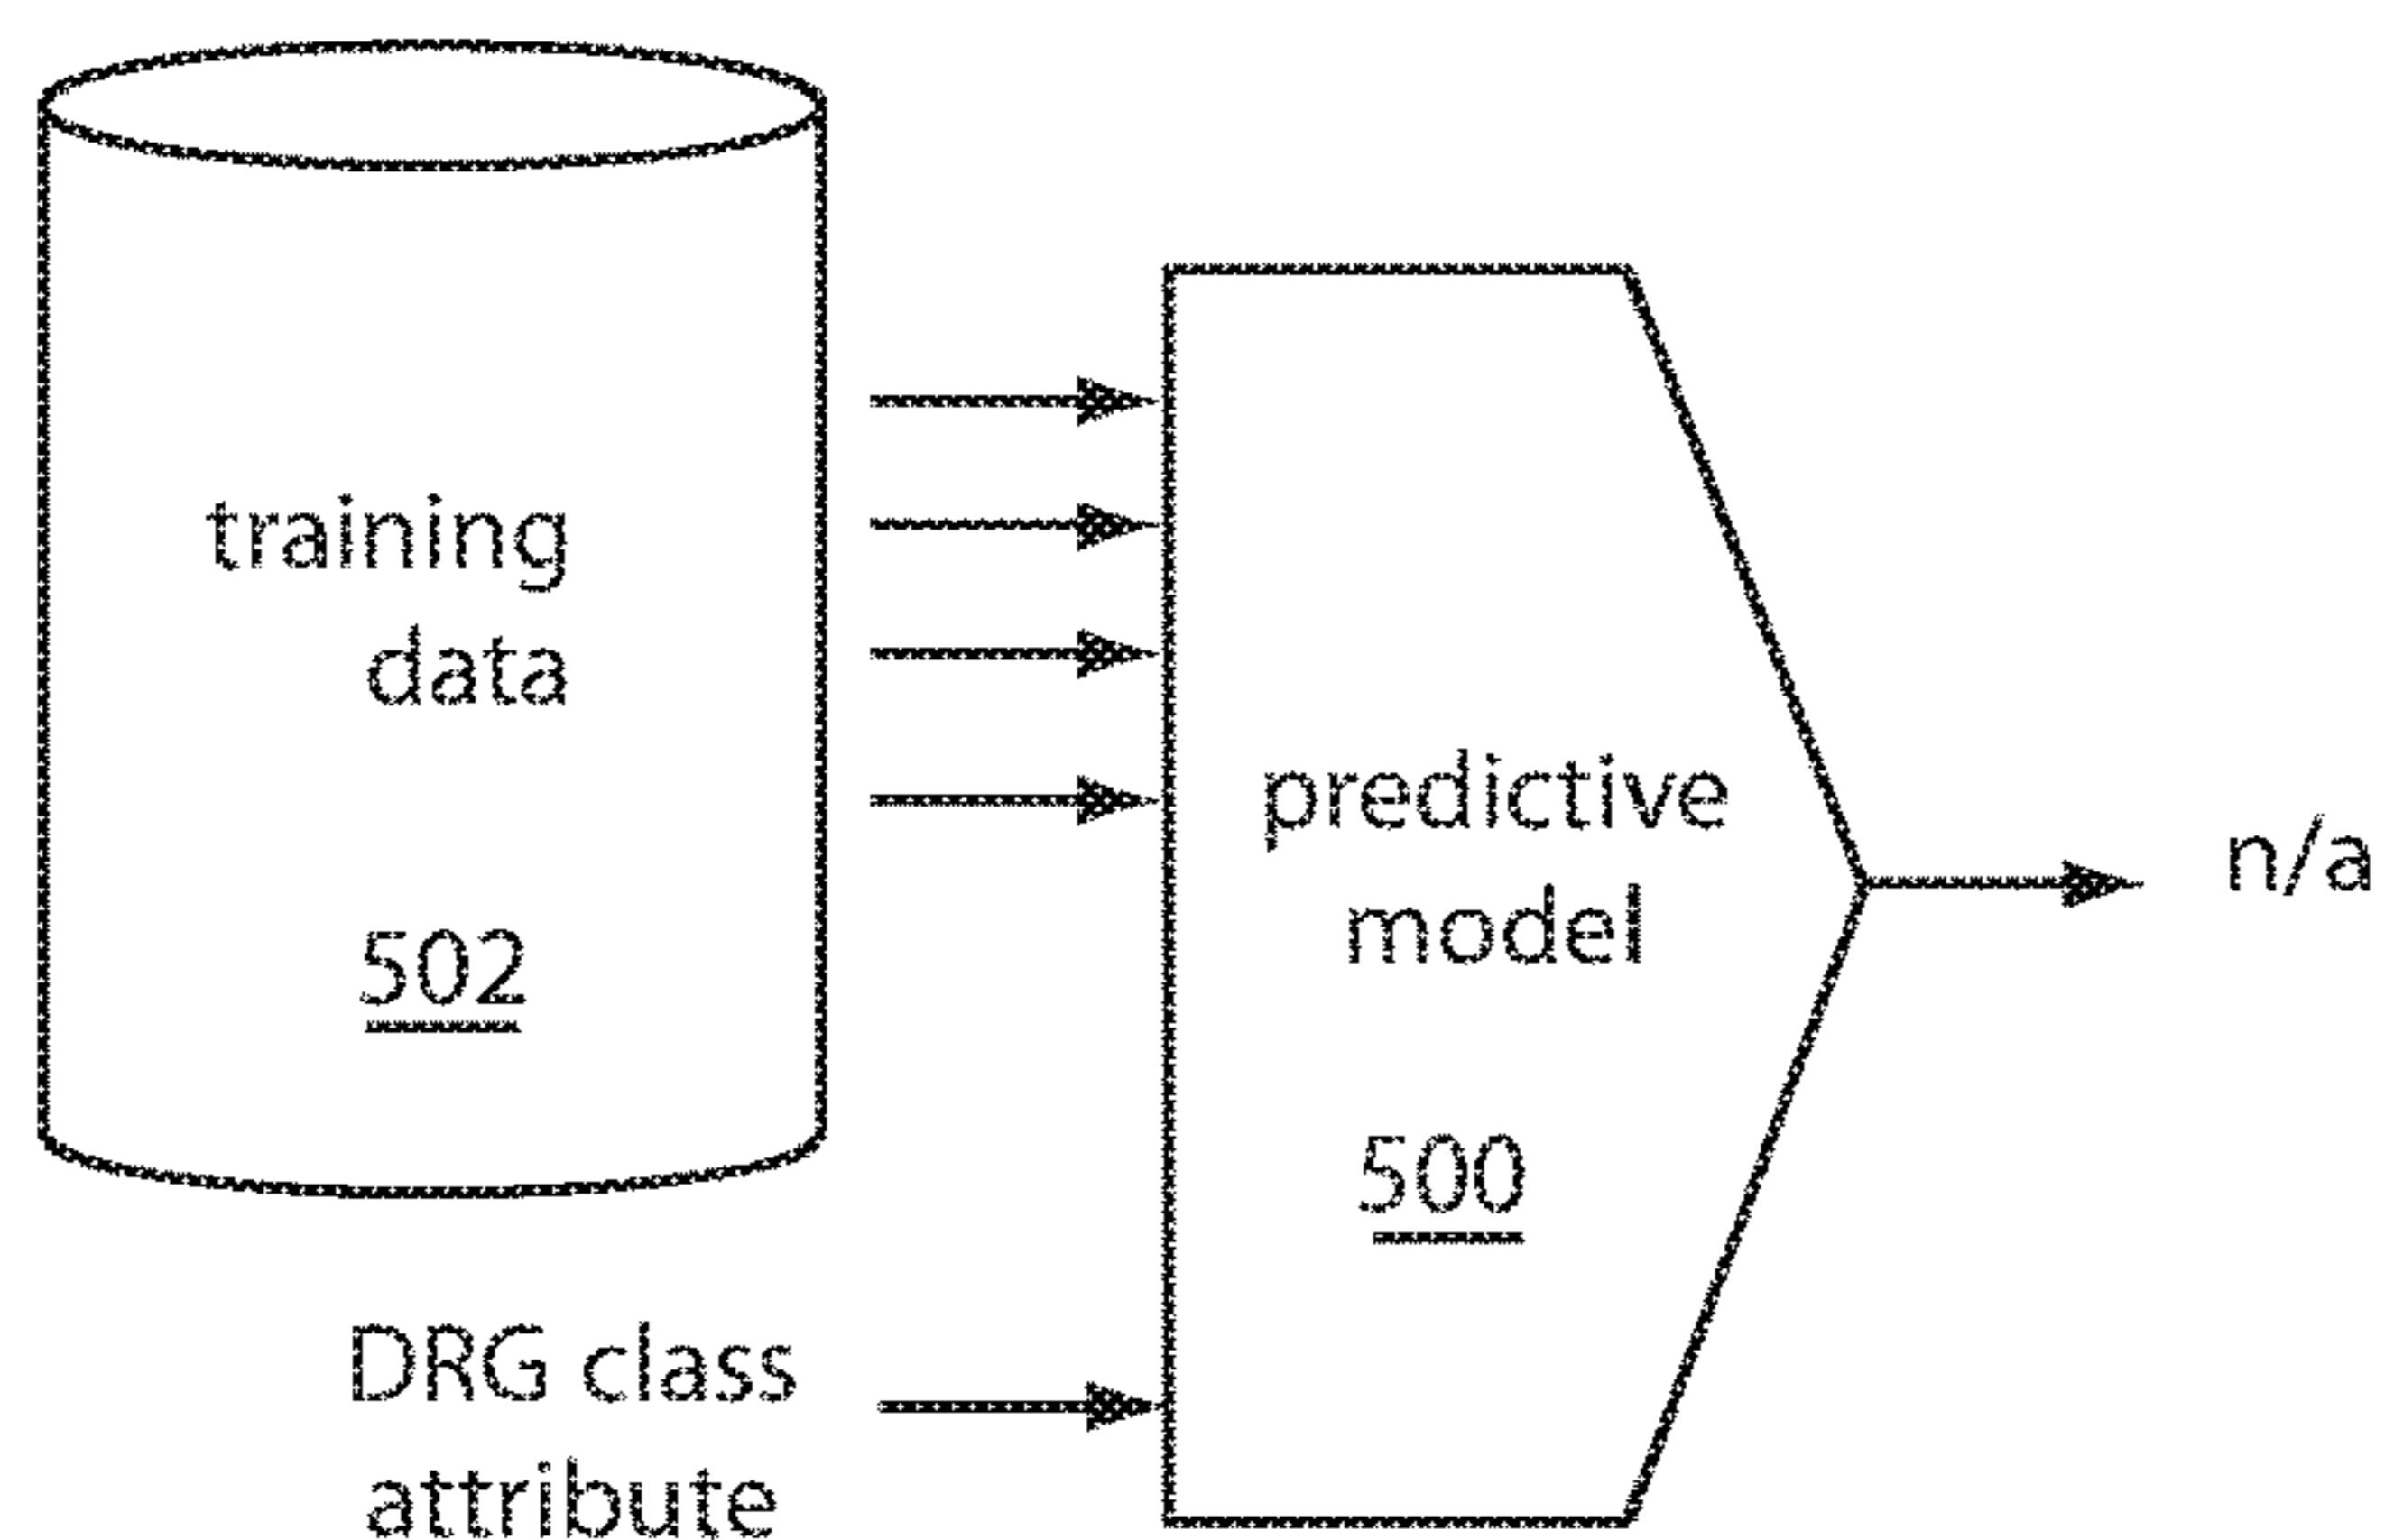 training
data
502
predictive
model
500
n/a
DRG class
attribute